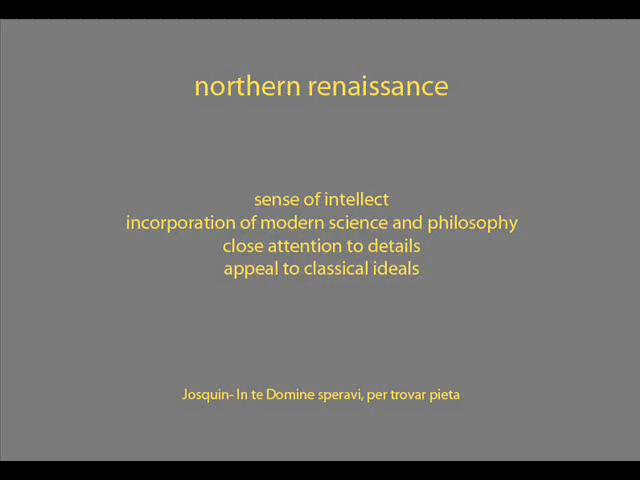 northern renaissance
sense of intellect
incorporation of modern science and philosophy
close attention to details
appeal to classical ideals
Josquin- In te Domine speravi, per trovar pieta